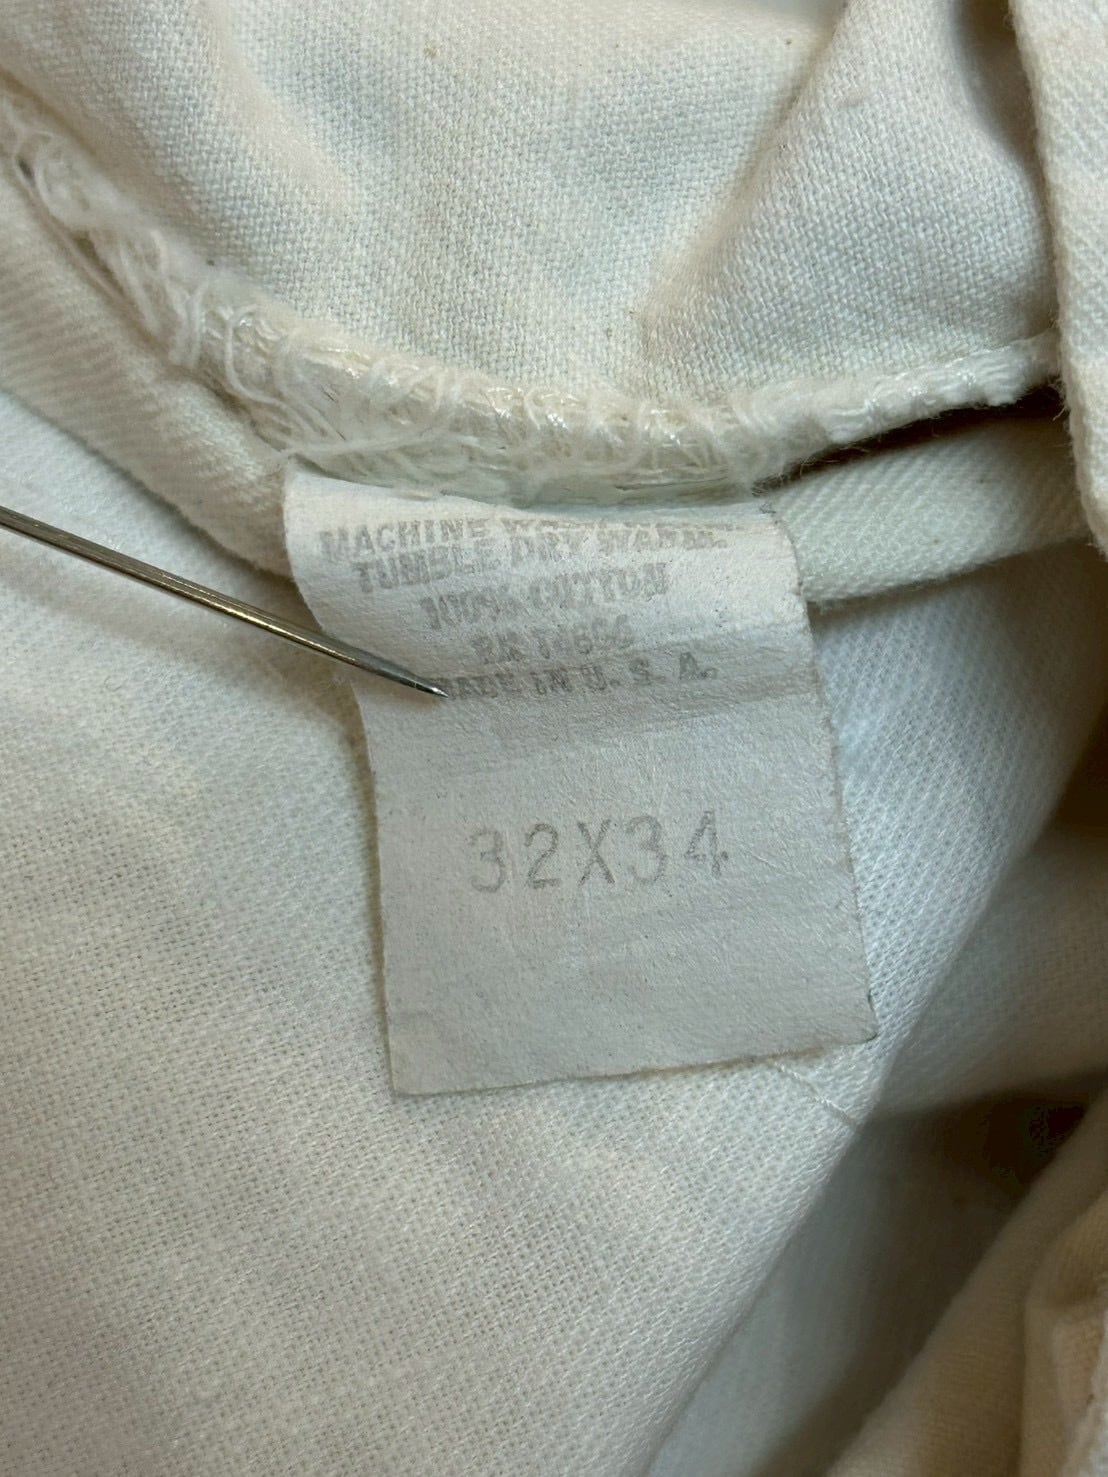 MACHINE WASH WARM.
TUMBLE DRY WARM.
100% COTTON
MADE IN U. S. A.
32X34